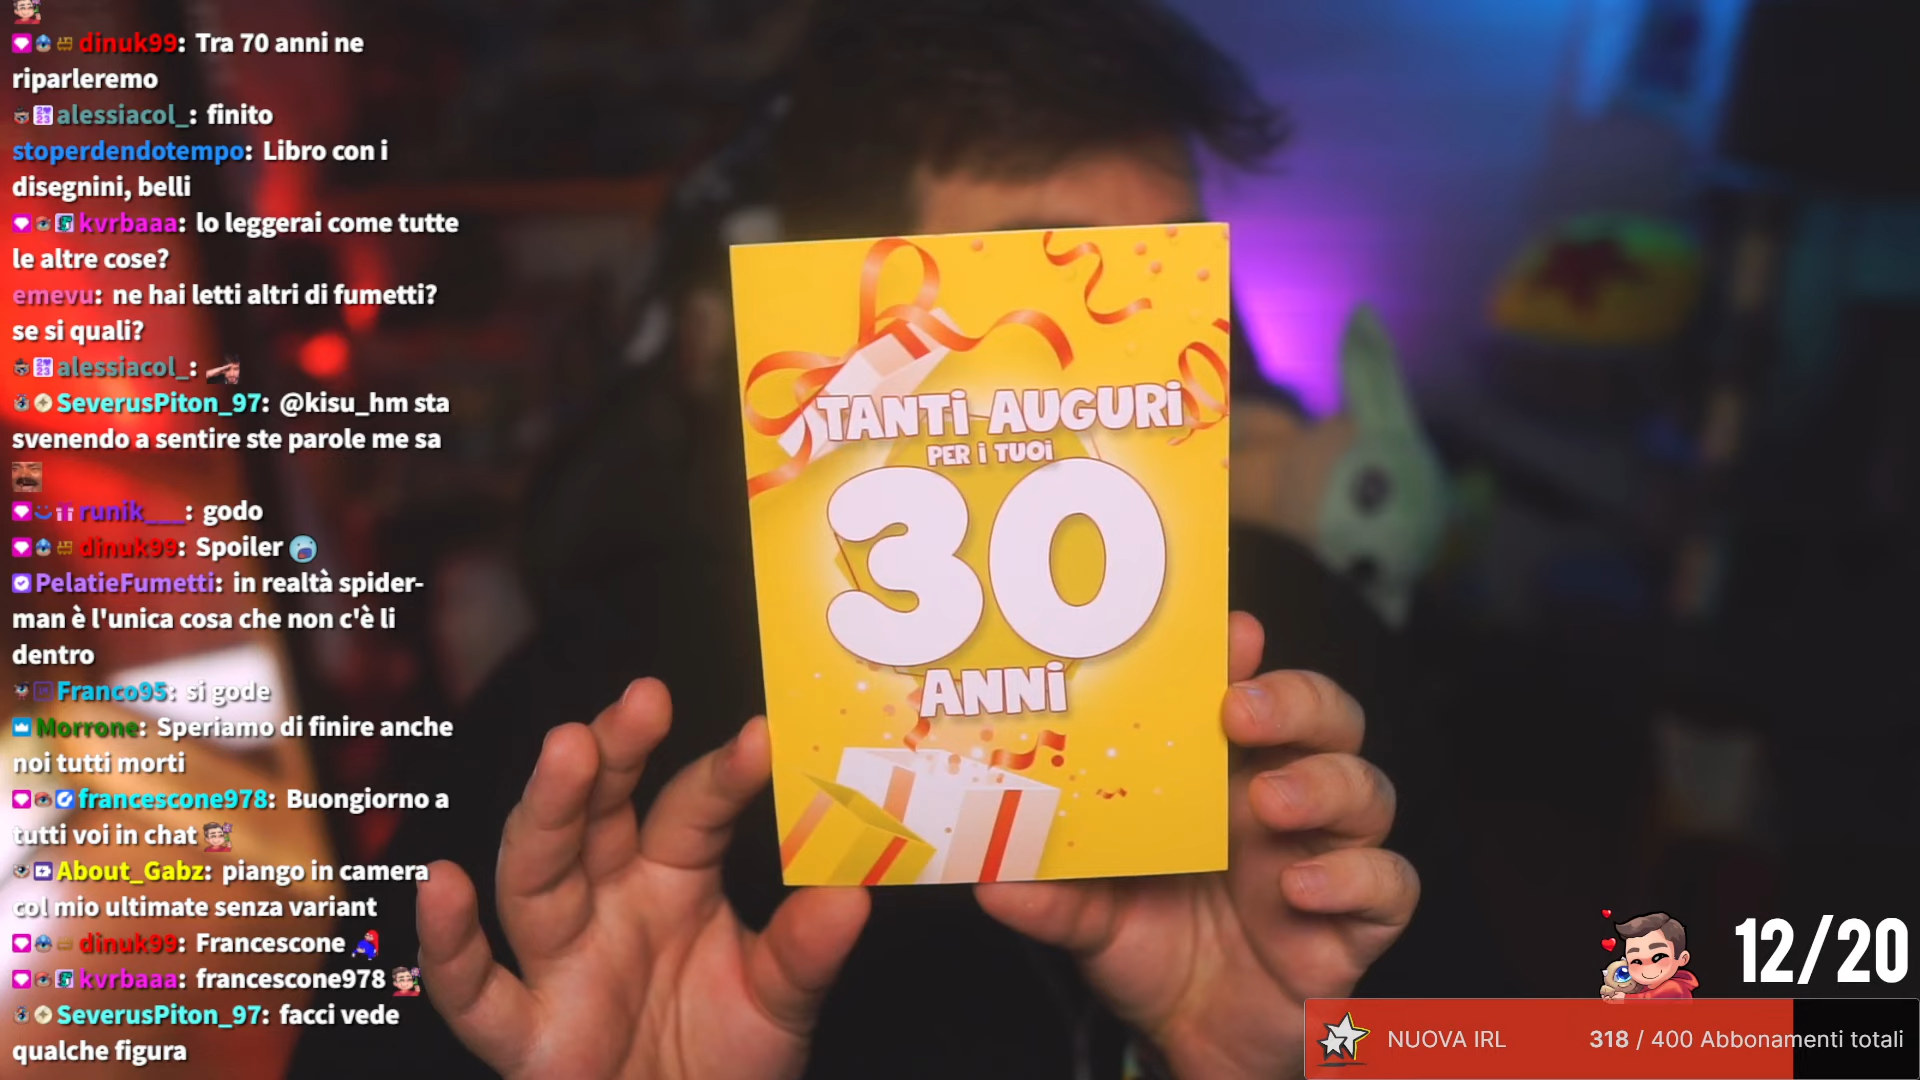 dinuk99: Tra 70 anni ne
riparleremo
alessiacol_: finito
stoperdendotempo: Libro con i
disegnini, belli
kvrbaaa: lo leggerai come tutte
le altre cose?
emevu: ne hai letti altri di fumetti?
se si quali?
alessiacol_:
SeverusPiton_97: @kisu_hm sta
svenendo a sentire ste parole me sa
runik___: godo
dinuk99: Spoiler
PelatieFumetti: in realtà spider-
man è l'unica cosa che non c'è li
dentro
Franco95: si gode
Morrone: Speriamo di finire anche
noi tutti morti
francescone978: Buongiorno a
tutti voi in chat
About_Gabz: piango in camera
col mio ultimate senza variant
dinuk99: Francescone
kvrbaaa: francescone978
SeverusPiton_97: facci vede
qualche figura
TANTi AUGURi
PER i TUOi
30
ANNi
12/20
NUOVA IRL 318 / 400 Abbonamenti totali